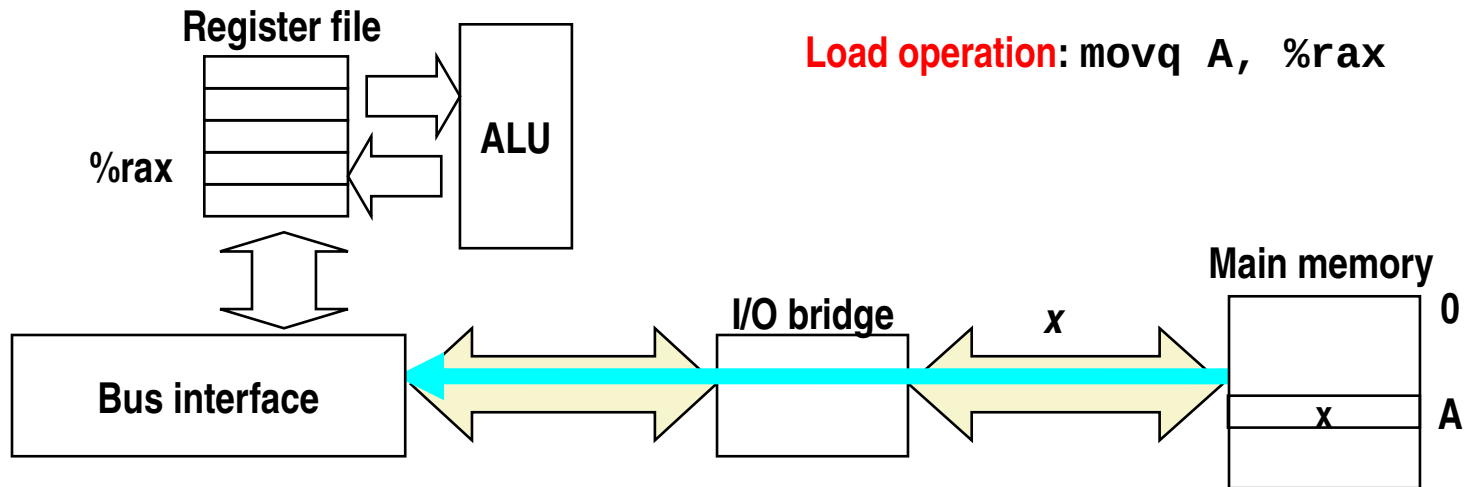 Register file
Load operation: movq A, %rax
ALU
%rax
Main memory
0
I/O bridge
x
Bus interface
x
A